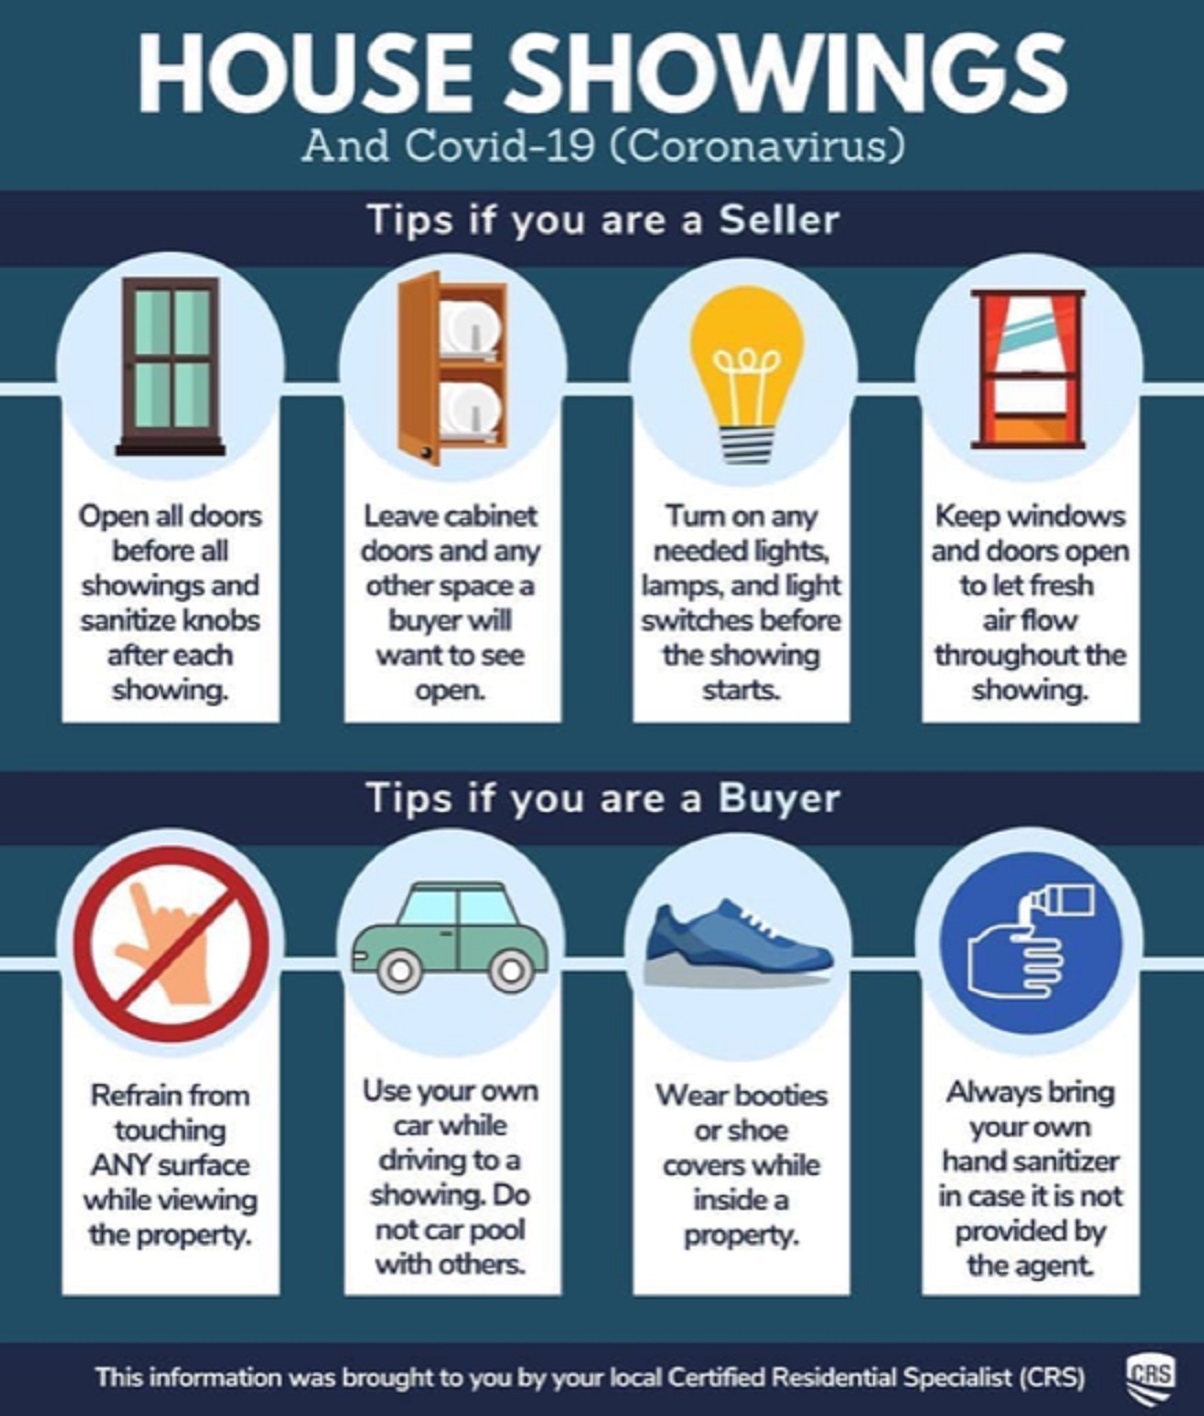 HOUSE SHOWINGS
And Covid-19 (Coronavirus)
Tips if you are a Seller
Open all doors
before all
showings and
sanitize knobs
after each
showing.
Leave cabinet
doors and any
other space a
buyer will
want to see
open.
Turn on any
needed lights,
lamps, and light
switches before
the showing
starts.
Keep windows
and doors open
to let fresh
air flow
throughout the
showing.
Tips if you are a Buyer
Refrain from
touching
ANY surface
while viewing
the property.
Use your own
car while
driving to a
showing. Do
not car pool
with others.
Wear booties
or shoe
covers while
inside a
property.
Always bring
your own
hand sanitizer
in case it is not
provided by
the agent.
This information was brought to you by your local Certified Residential Specialist (CRS)
CRS